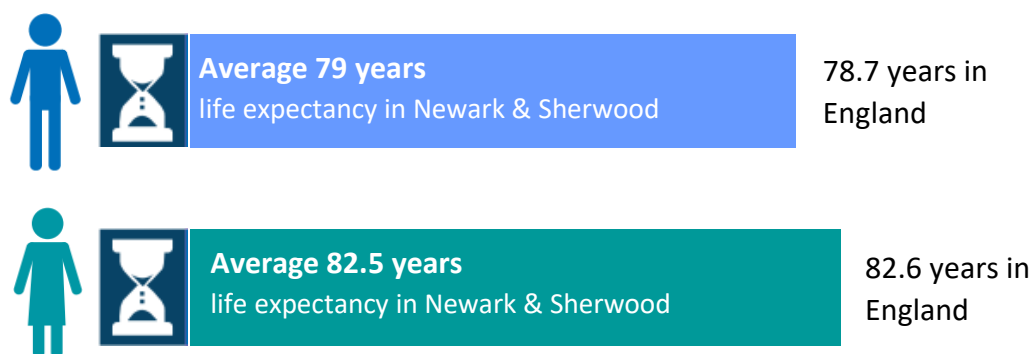 Average 79 years
life expectancy in Newark & Sherwood
78.7 years in
England
Average 82.5 years
life expectancy in Newark & Sherwood
82.6 years in
England